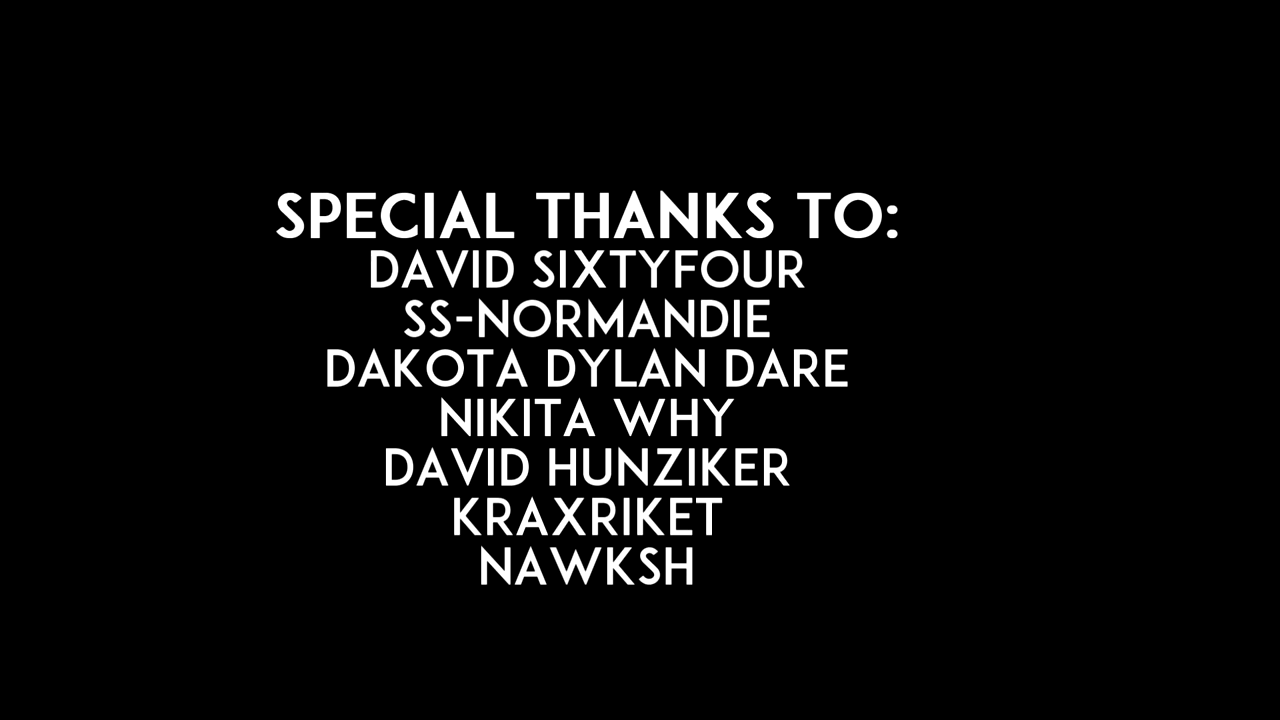 SPECIAL THANKS TO:
DAVID SIXTYFOUR
SS-NORMANDIE
DAKOTA DYLAN DARE
NIKITA WHY
DAVID HUNZIKER
KRAXRIKET
NAWKSH